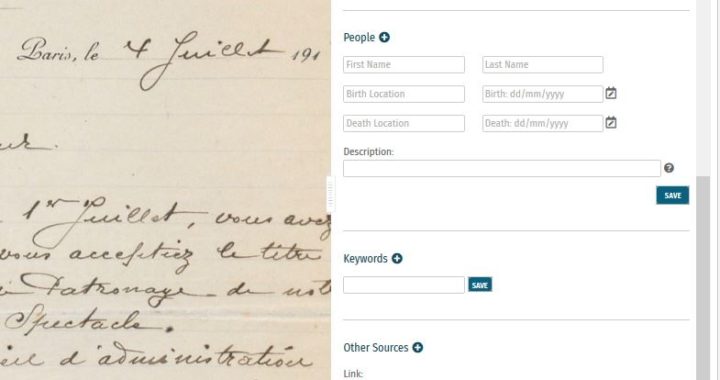 Paris, le 4 Juillet 191
ur.
1er Juillet, vous avez
vous acceptiez le titre
Patronage de not
Spectacle.
eil d'administration
People
First Name
Last Name
Birth Location
Birth: dd/mm/yyyy
Death Location
Death: dd/mm/yyyy
Description:
SAVE
Keywords
SAVE
Other Sources
Link: